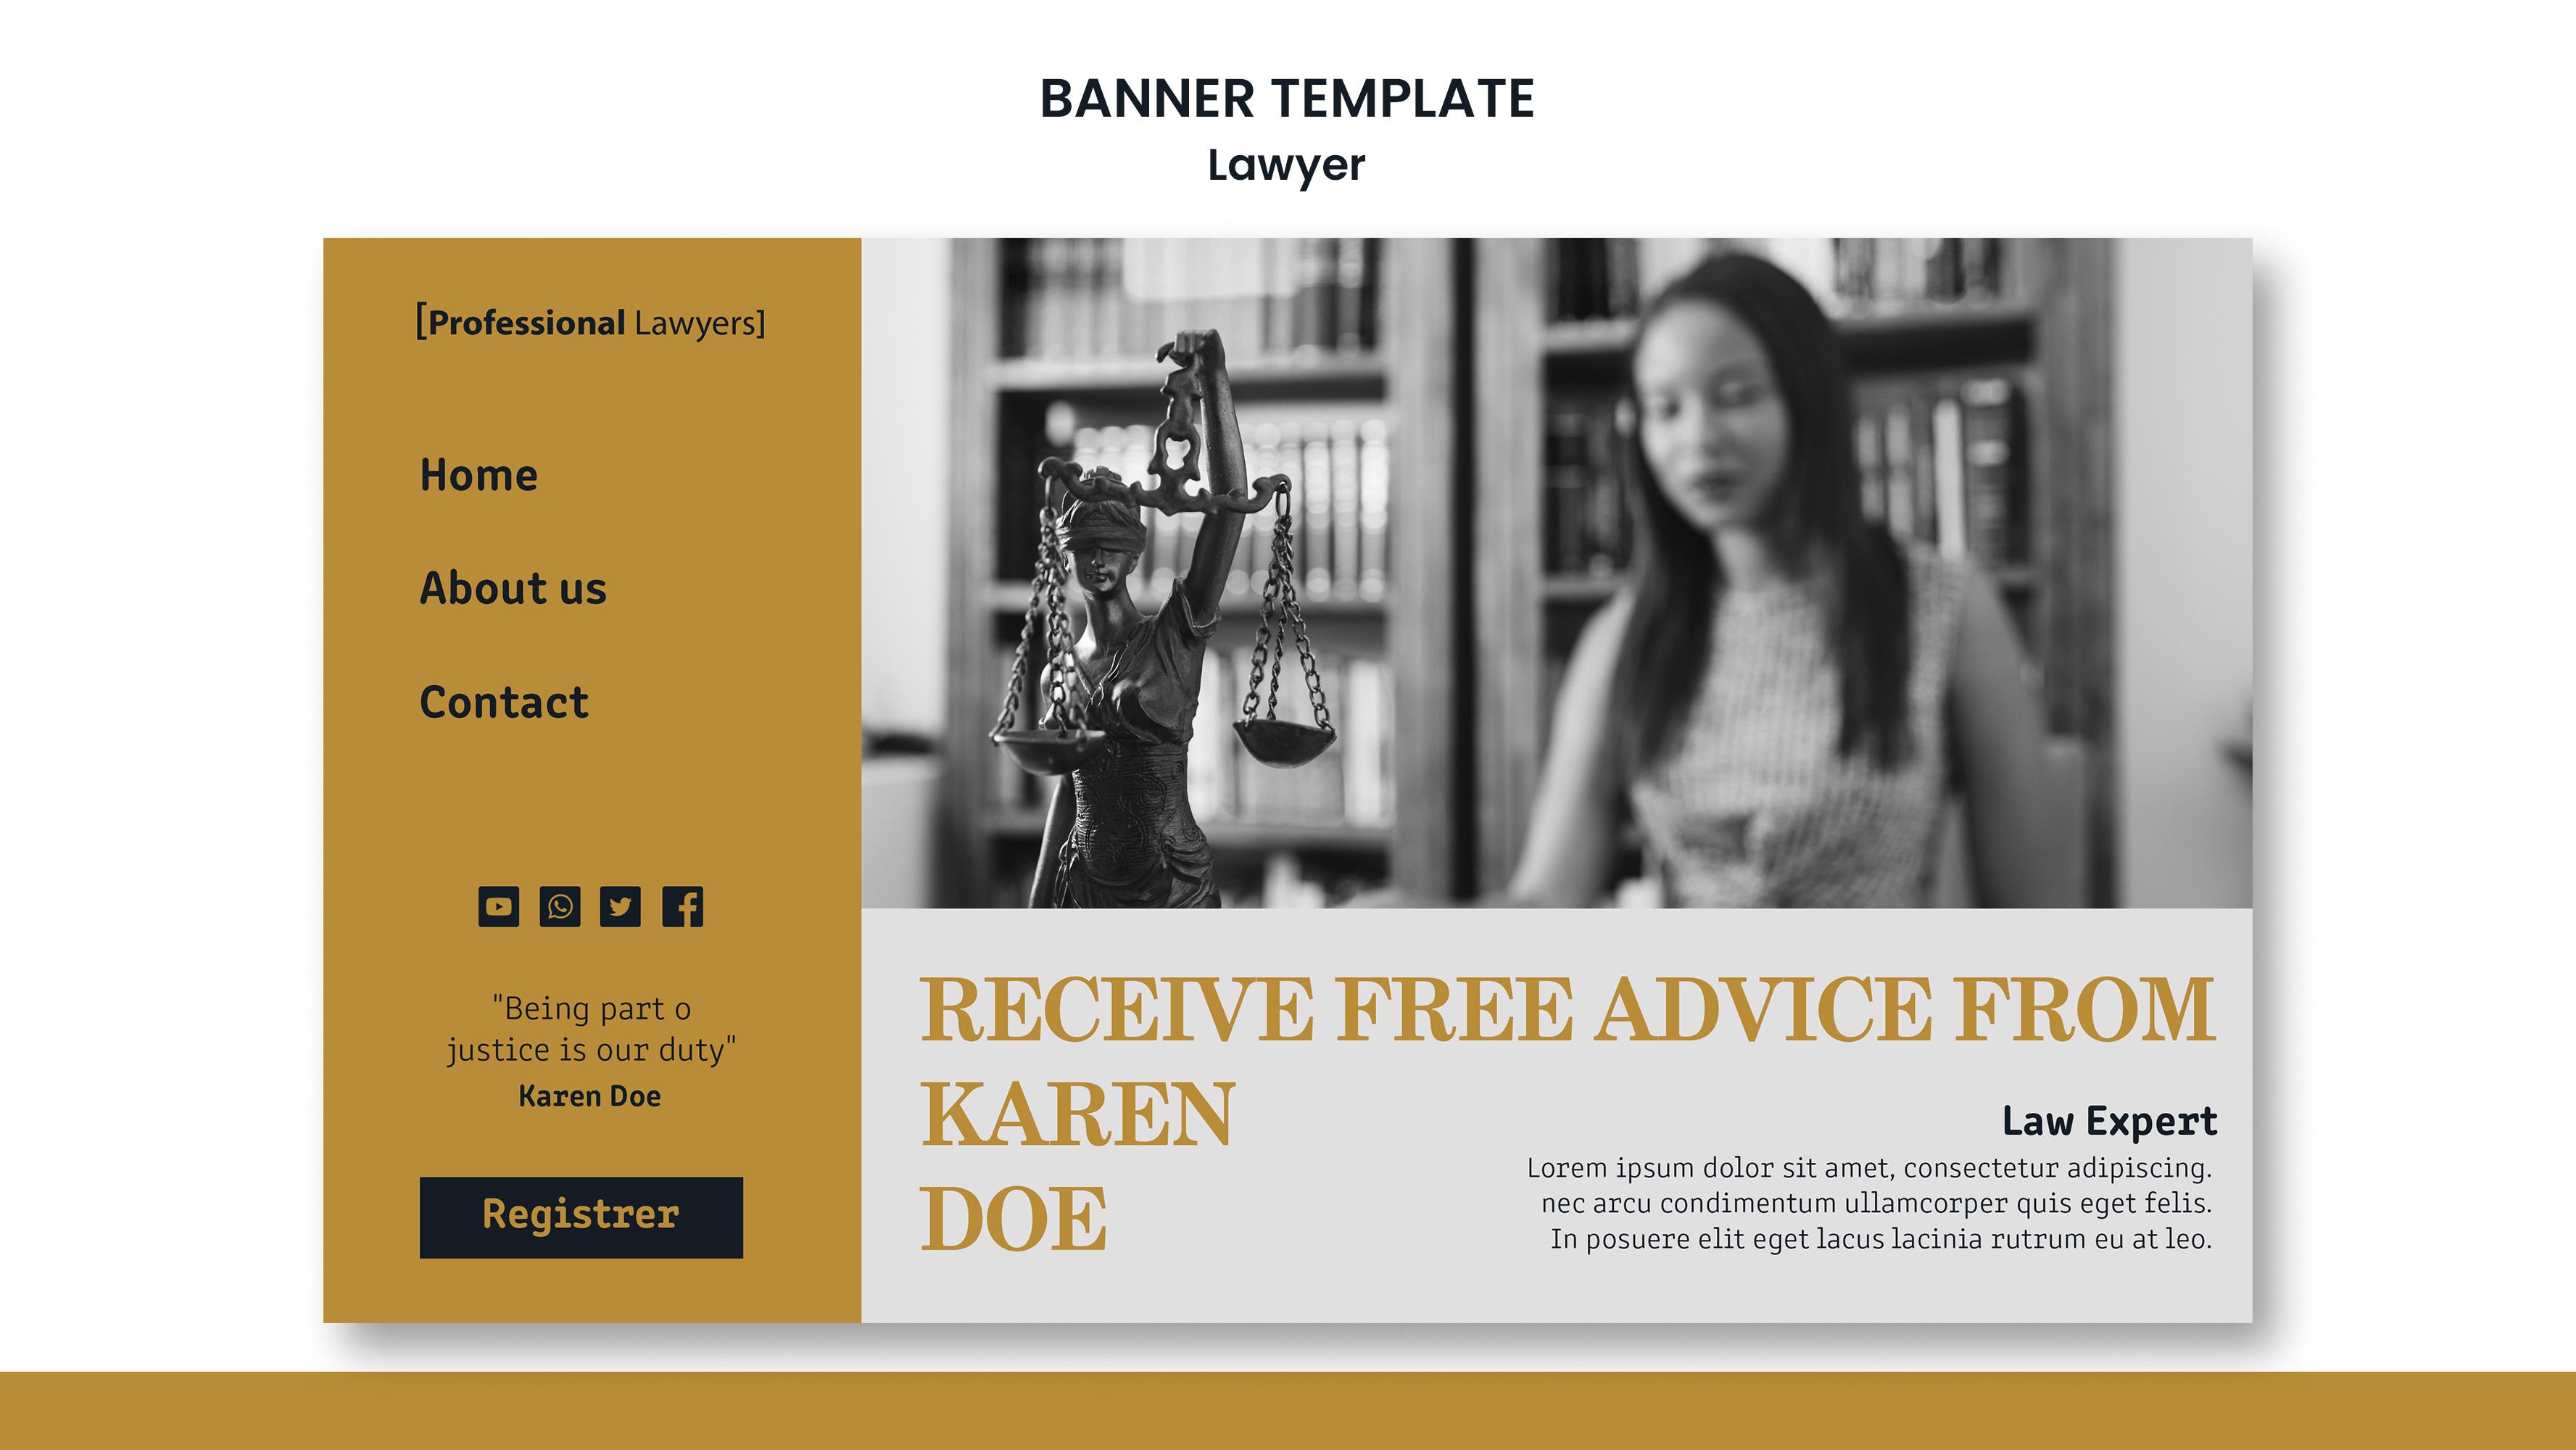 BANNER TEMPLATE
Lawyer
[Professional Lawyers]
Home
About us
Contact
"Being part o
justice is our duty"
Karen Doe
Registrer
RECEIVE FREE ADVICE FROM
KAREN
DOE
Law Expert
Lorem ipsum dolor sit amet, consectetur adipiscing.
nec arcu condimentum ullamcorper quis eget felis.
In posuere elit eget lacus lacinia rutrum eu at leo.